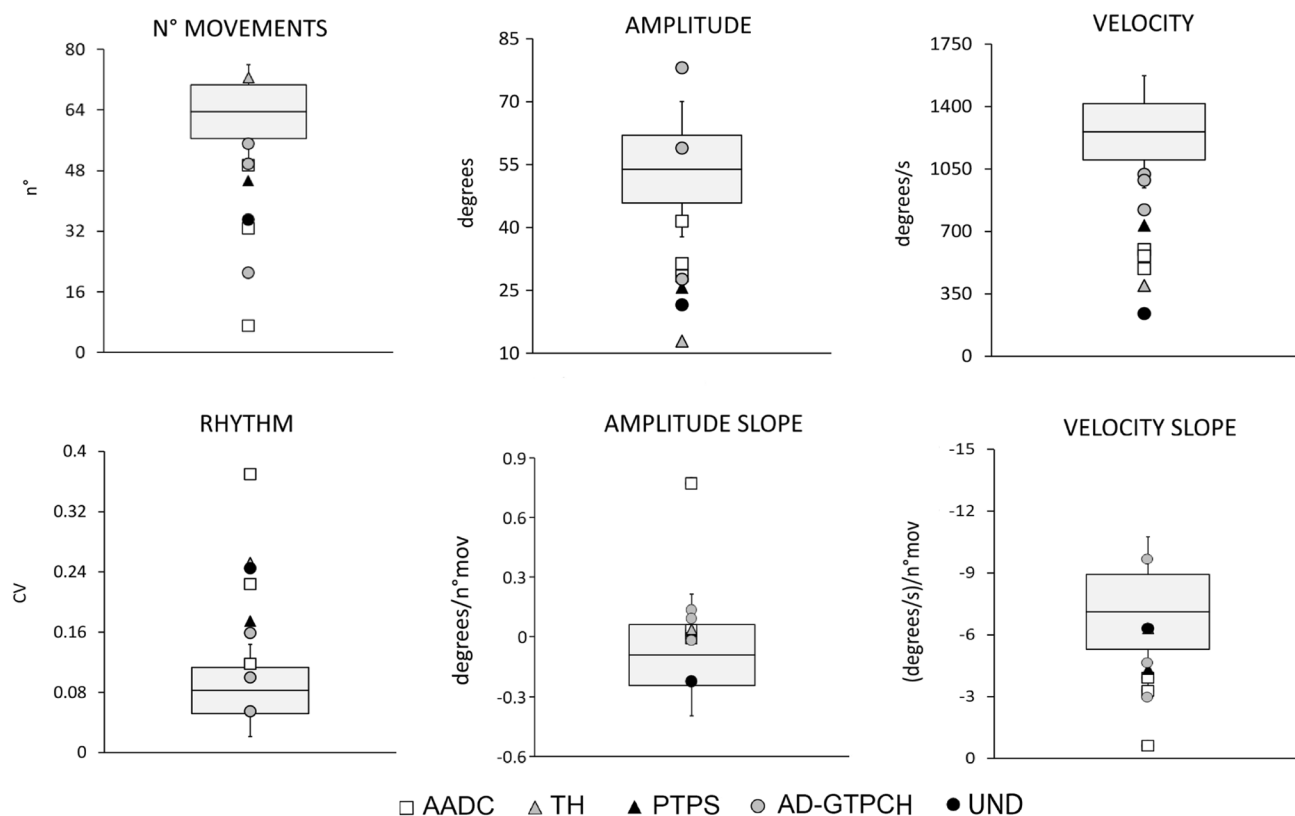 N° MOVEMENTS
80
64
48
32
16
0
n°
AMPLITUDE
85
70
55
40
25
10
degrees
VELOCITY
1750
1400
1050
700
350
0
degrees/s
RHYTHM
0.4
0.32
0.24
0.16
0.08
0
CV
AMPLITUDE SLOPE
0.9
0.6
0.3
0
-0.3
-0.6
degrees/n°mov
VELOCITY SLOPE
-15
-12
-9
-6
-3
0
(degrees/s)/n°mov
AADC TH PTPS AD-GTPCH UND